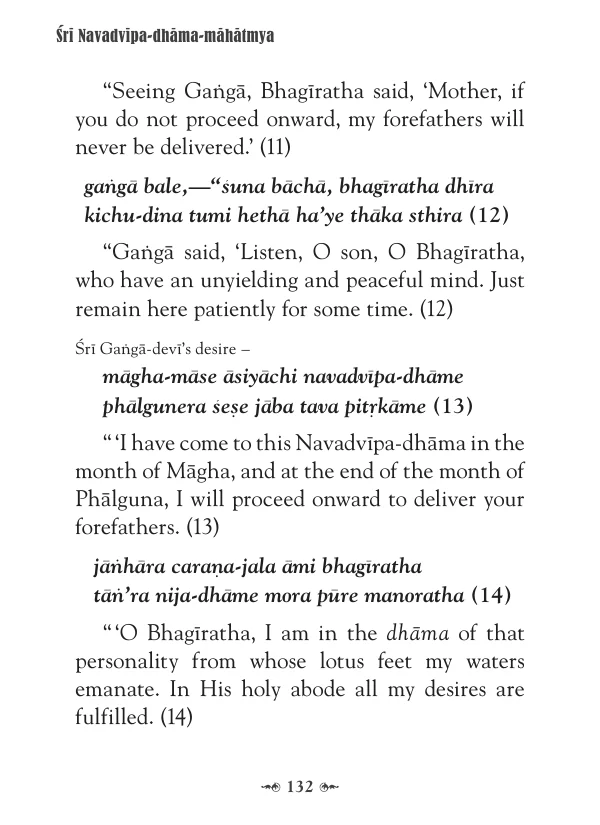 Śrī Navadvīpa-dhāma-māhātmya
“Seeing Gaṅgā, Bhagīratha said, ‘Mother, if
you do not proceed onward, my forefathers will
never be delivered.’ (11)
gaṅgā bale,—“śuna bāchā, bhagīratha dhīra
kichu-dina tumi hethā ha’ye thāka sthira (12)
“Gaṅgā said, ‘Listen, O son, O Bhagīratha,
who have an unyielding and peaceful mind. Just
remain here patiently for some time. (12)
Śrī Gaṅgā-devī’s desire –
māgha-māse āsiyāchi navadvīpa-dhāme
phālgunera śeṣe jāba tava pitṛkāme (13)
“ ‘I have come to this Navadvīpa-dhāma in the
month of Māgha, and at the end of the month of
Phālguna, I will proceed onward to deliver your
forefathers. (13)
jāṅhāra caraṇa-jala āmi bhagīratha
tāṅ’ra nija-dhāme mora pūre manoratha (14)
“ ‘O Bhagīratha, I am in the dhāma of that
personality from whose lotus feet my waters
emanate. In His holy abode all my desires are
fulfilled. (14)
132